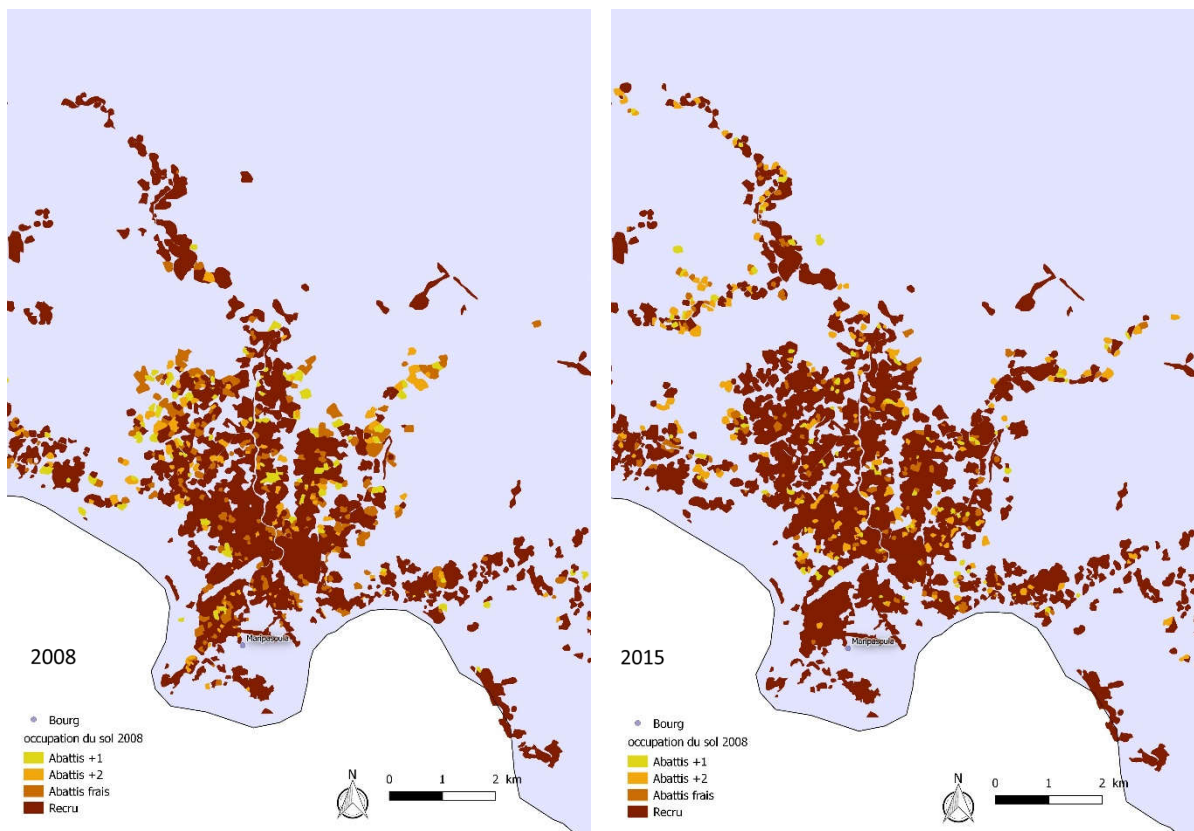 Maripasoula
2008
Bourg
occupation du sol 2008
Abattis +1
Abattis +2
Abattis frais
Recru
N
0 1 2 km
Maripasoula
2015
Bourg
occupation du sol 2008
Abattis +1
Abattis +2
Abattis frais
Recru
N
0 1 2 km